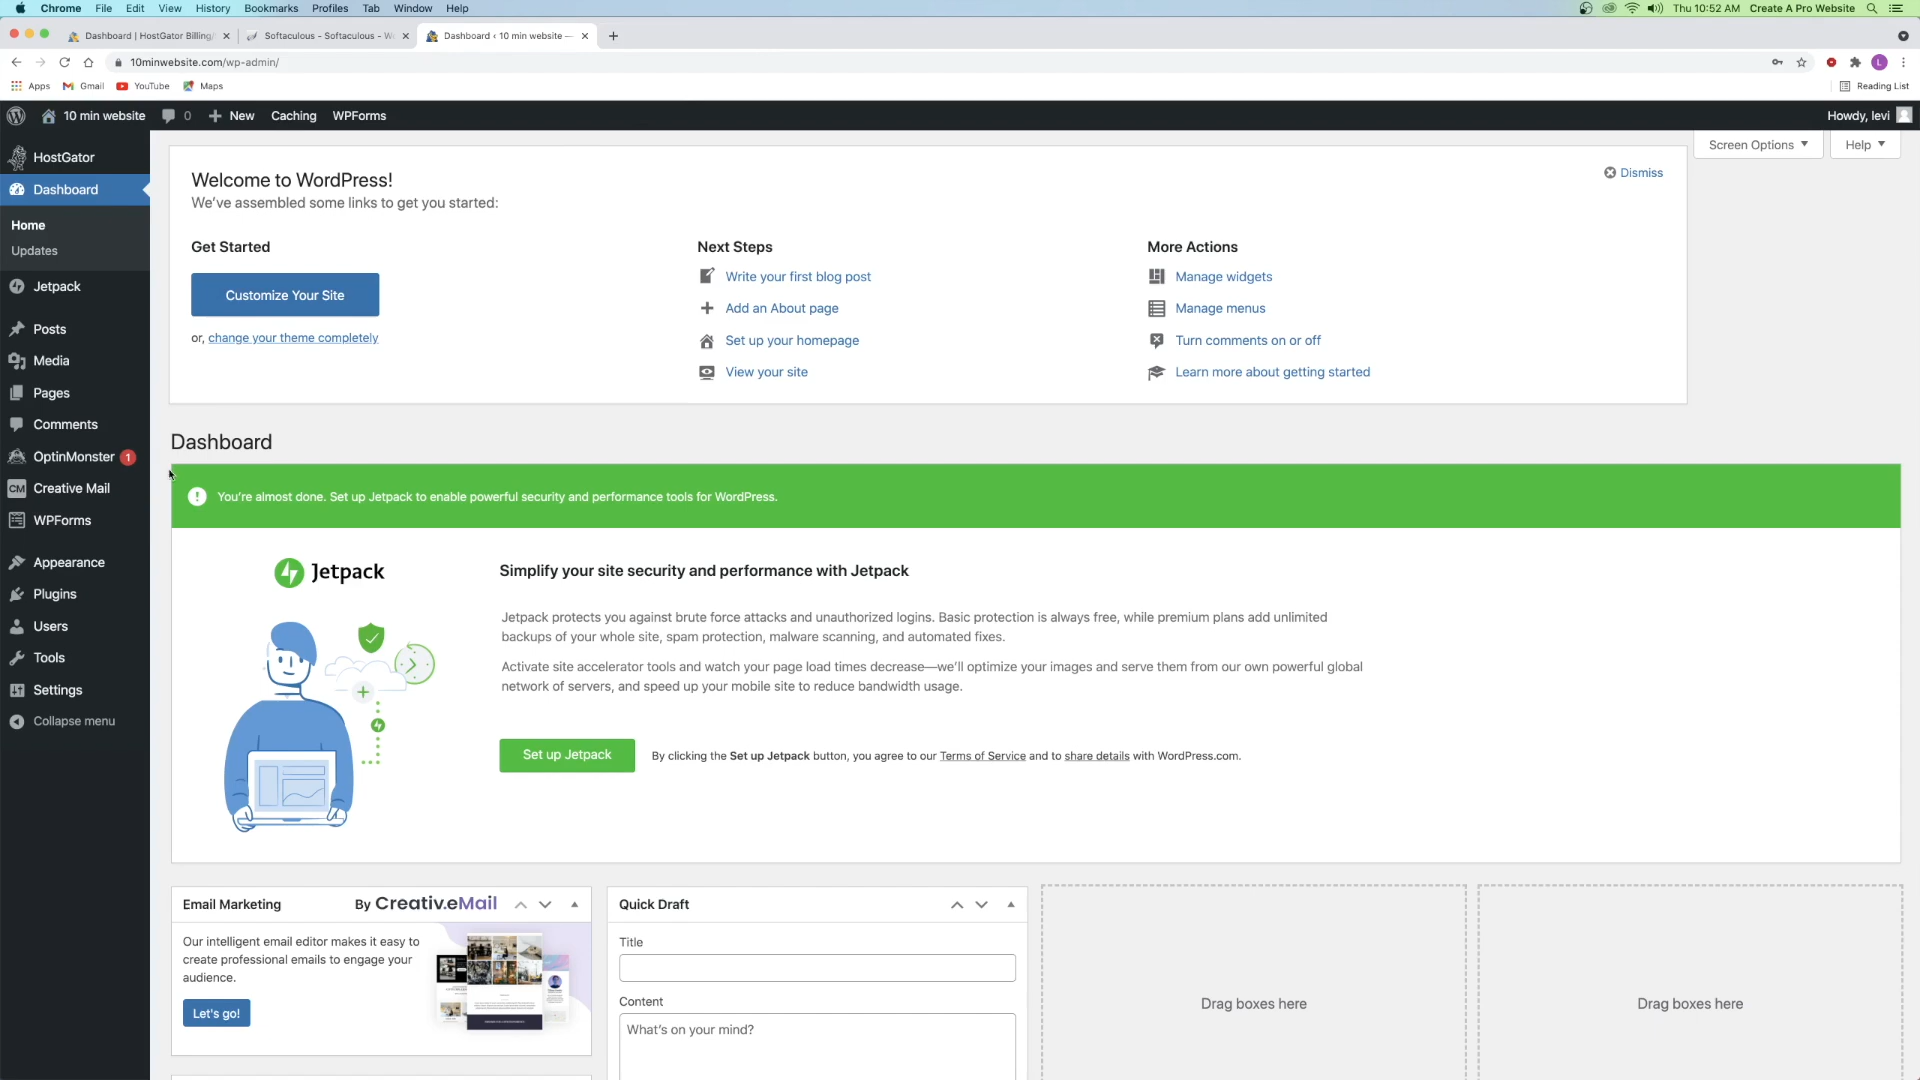 Chrome File Edit View History Bookmarks Profiles Tab Window Help
Thu 10:52 AM Create A Pro Website
Dashboard | HostGator Billing/
Softaculous - Softaculous - W
Dashboard ‹ 10 min website —
10minwebsite.com/wp-admin/
L
Apps Gmail YouTube Maps
Reading List
10 min website 0 New Caching WPForms
Howdy, levi
HostGator
Dashboard
Home
Updates
Jetpack
Posts
Media
Pages
Comments
OptinMonster 1
CM Creative Mail
WPForms
Appearance
Plugins
Users
Tools
Settings
Collapse menu
Screen Options
Help
Welcome to WordPress!
We've assembled some links to get you started:
Dismiss
Get Started
Customize Your Site
or, change your theme completely
Next Steps
Write your first blog post
Add an About page
Set up your homepage
View your site
More Actions
Manage widgets
Manage menus
Turn comments on or off
Learn more about getting started
Dashboard
You're almost done. Set up Jetpack to enable powerful security and performance tools for WordPress.
Jetpack
Simplify your site security and performance with Jetpack
Jetpack protects you against brute force attacks and unauthorized logins. Basic protection is always free, while premium plans add unlimited
backups of your whole site, spam protection, malware scanning, and automated fixes.
Activate site accelerator tools and watch your page load times decrease—we'll optimize your images and serve them from our own powerful global
network of servers, and speed up your mobile site to reduce bandwidth usage.
Set up Jetpack
By clicking the Set up Jetpack button, you agree to our Terms of Service and to share details with WordPress.com.
Email Marketing
By Creativ.eMail
Our intelligent email editor makes it easy to
create professional emails to engage your
audience.
Let's go!
Quick Draft
Title
Content
What's on your mind?
Drag boxes here
Drag boxes here